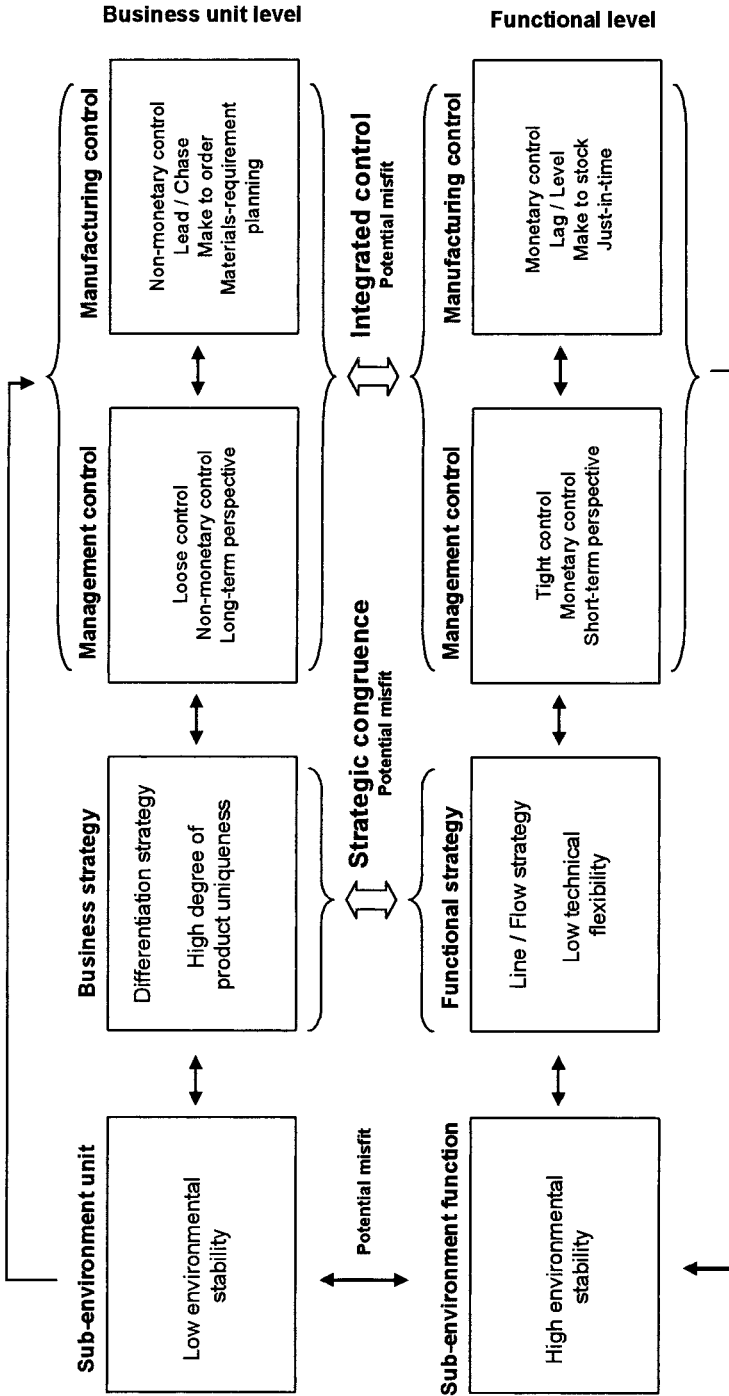 Business unit level
Sub-environment unit
Low environmental
stability
Business strategy
Differentiation strategy
High degree of
product uniqueness
Management control
Loose control
Non-monetary control
Long-term perspective
Manufacturing control
Non-monetary control
Lead / Chase
Make to order
Materials-requirement
planning
Potential misfit
Strategic congruence
Potential misfit
Integrated control
Potential misfit
Functional level
Sub-environment function
High environmental
stability
Functional strategy
Line / Flow strategy
Low technical
flexibility
Management control
Tight control
Monetary control
Short-term perspective
Manufacturing control
Monetary control
Lag / Level
Make to stock
Just-in-time